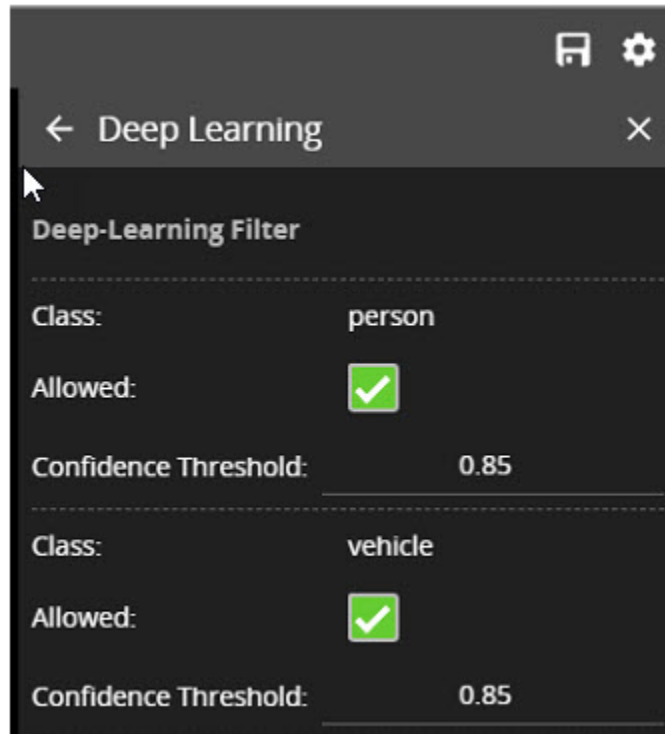 Deep Learning
Deep-Learning Filter
Class: person
Allowed:
Confidence Threshold: 0.85
Class: vehicle
Allowed:
Confidence Threshold: 0.85